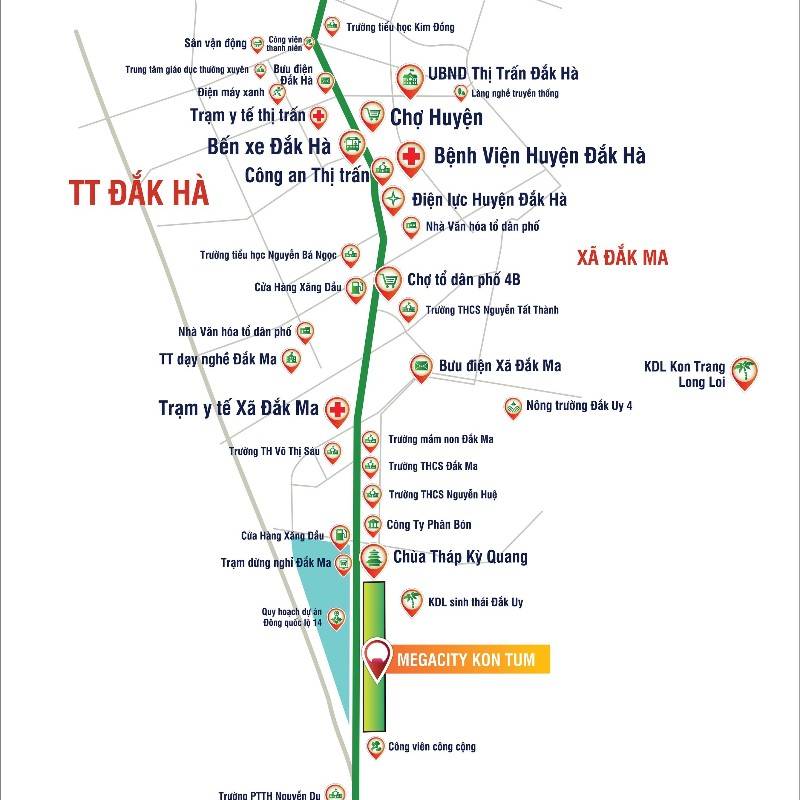 Trường tiểu học Kim Đồng
Sân vận động
Công viên
thanh niên
Trung tâm giáo dục thường xuyên
Bưu điện
Đắk Hà
UBND Thị Trấn Đắk Hà
Điện máy xanh
Làng nghề truyền thống
Trạm y tế thị trấn
Chợ Huyện
Bến xe Đắk Hà
Bệnh Viện Huyện Đắk Hà
Công an Thị trấn
TT ĐẮK HÀ
Điện lực Huyện Đắk Hà
Nhà Văn hóa tổ dân phố
Trường tiểu học Nguyễn Bá Ngọc
XÃ ĐẮK MA
Chợ tổ dân phố 4B
Cửa Hàng Xăng Dầu
Trường THCS Nguyễn Tất Thành
Nhà Văn hóa tổ dân phố
TT dạy nghề Đắk Ma
Bưu điện Xã Đắk Ma
KDL Kon Trang
Long Loi
Trạm y tế Xã Đắk Ma
Nông trường Đắk Uy 4
Trường mầm non Đắk Ma
Trường TH Võ Thị Sáu
Trường THCS Đắk Ma
Trường THCS Nguyễn Huệ
Công Ty Phân Bón
Cửa Hàng Xăng Dầu
Chùa Tháp Kỳ Quang
Trạm dừng nghỉ Đắk Ma
KDL sinh thái Đắk Uy
Quy hoạch dự án
Đông quốc lộ 14
MEGACITY KON TUM
Công viên công cộng
Trường PTTH Nguyễn Du